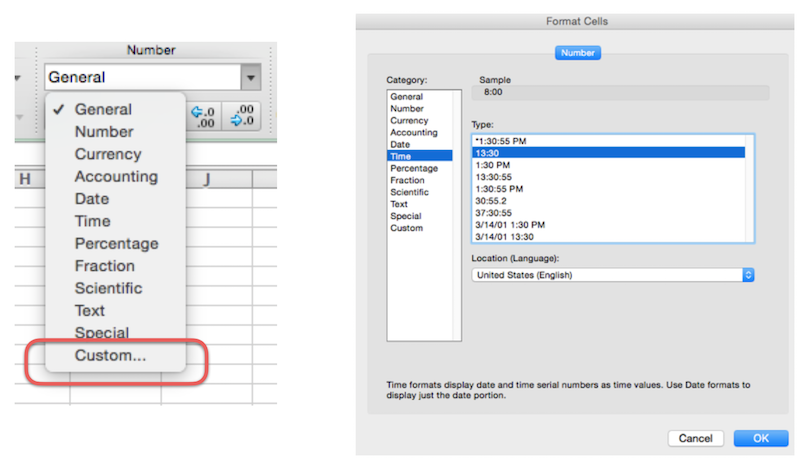 Number
General
✓ General
Number
Currency
Accounting
Date
Time
Percentage
Fraction
Scientific
Text
Special
Custom...
.0
.00
.00
.0
H
J
Format Cells
Number
Category:
General
Number
Currency
Accounting
Date
Time
Percentage
Fraction
Scientific
Text
Special
Custom
Sample
8:00
Type:
*1:30:55 PM
13:30
1:30 PM
13:30:55
1:30:55 PM
30:55.2
37:30:55
3/14/01 1:30 PM
3/14/01 13:30
Location (Language):
United States (English)
Time formats display date and time serial numbers as time values. Use Date formats to
display just the date portion.
Cancel
OK